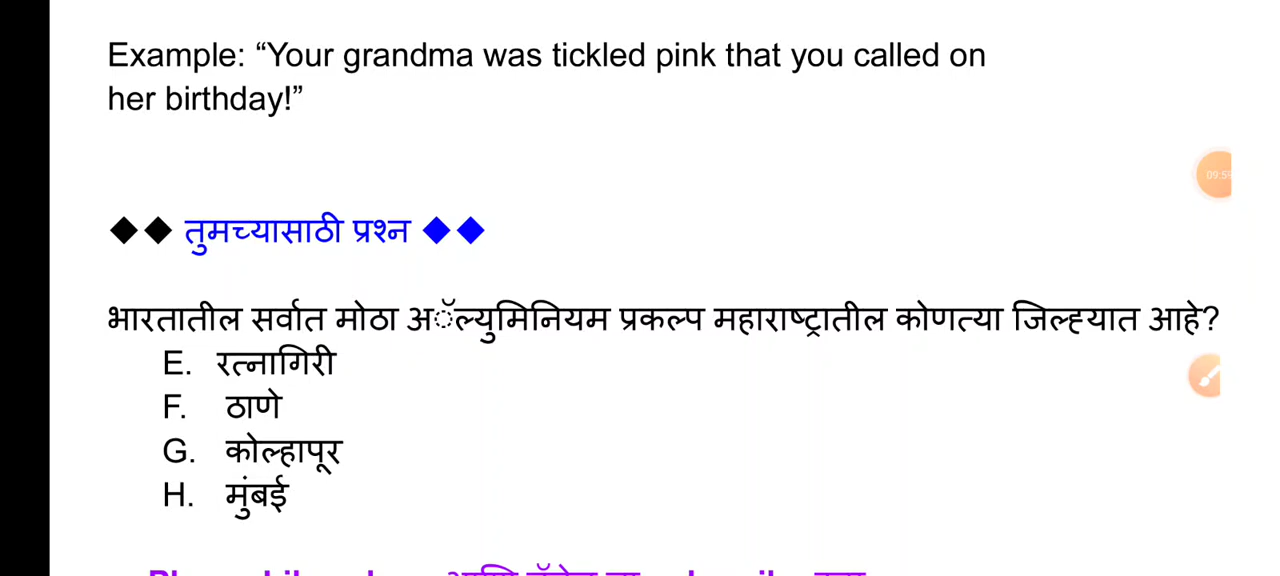 Example: “Your grandma was tickled pink that you called on
her birthday!”
◆◆ तुमच्यासाठी प्रश्न ◆◆
भारतातील सर्वात मोठा अॅल्युमिनियम प्रकल्प महाराष्ट्रातील कोणत्या जिल्ह्यात आहे?
E. रत्नागिरी
F. ठाणे
G. कोल्हापूर
H. मुंबई